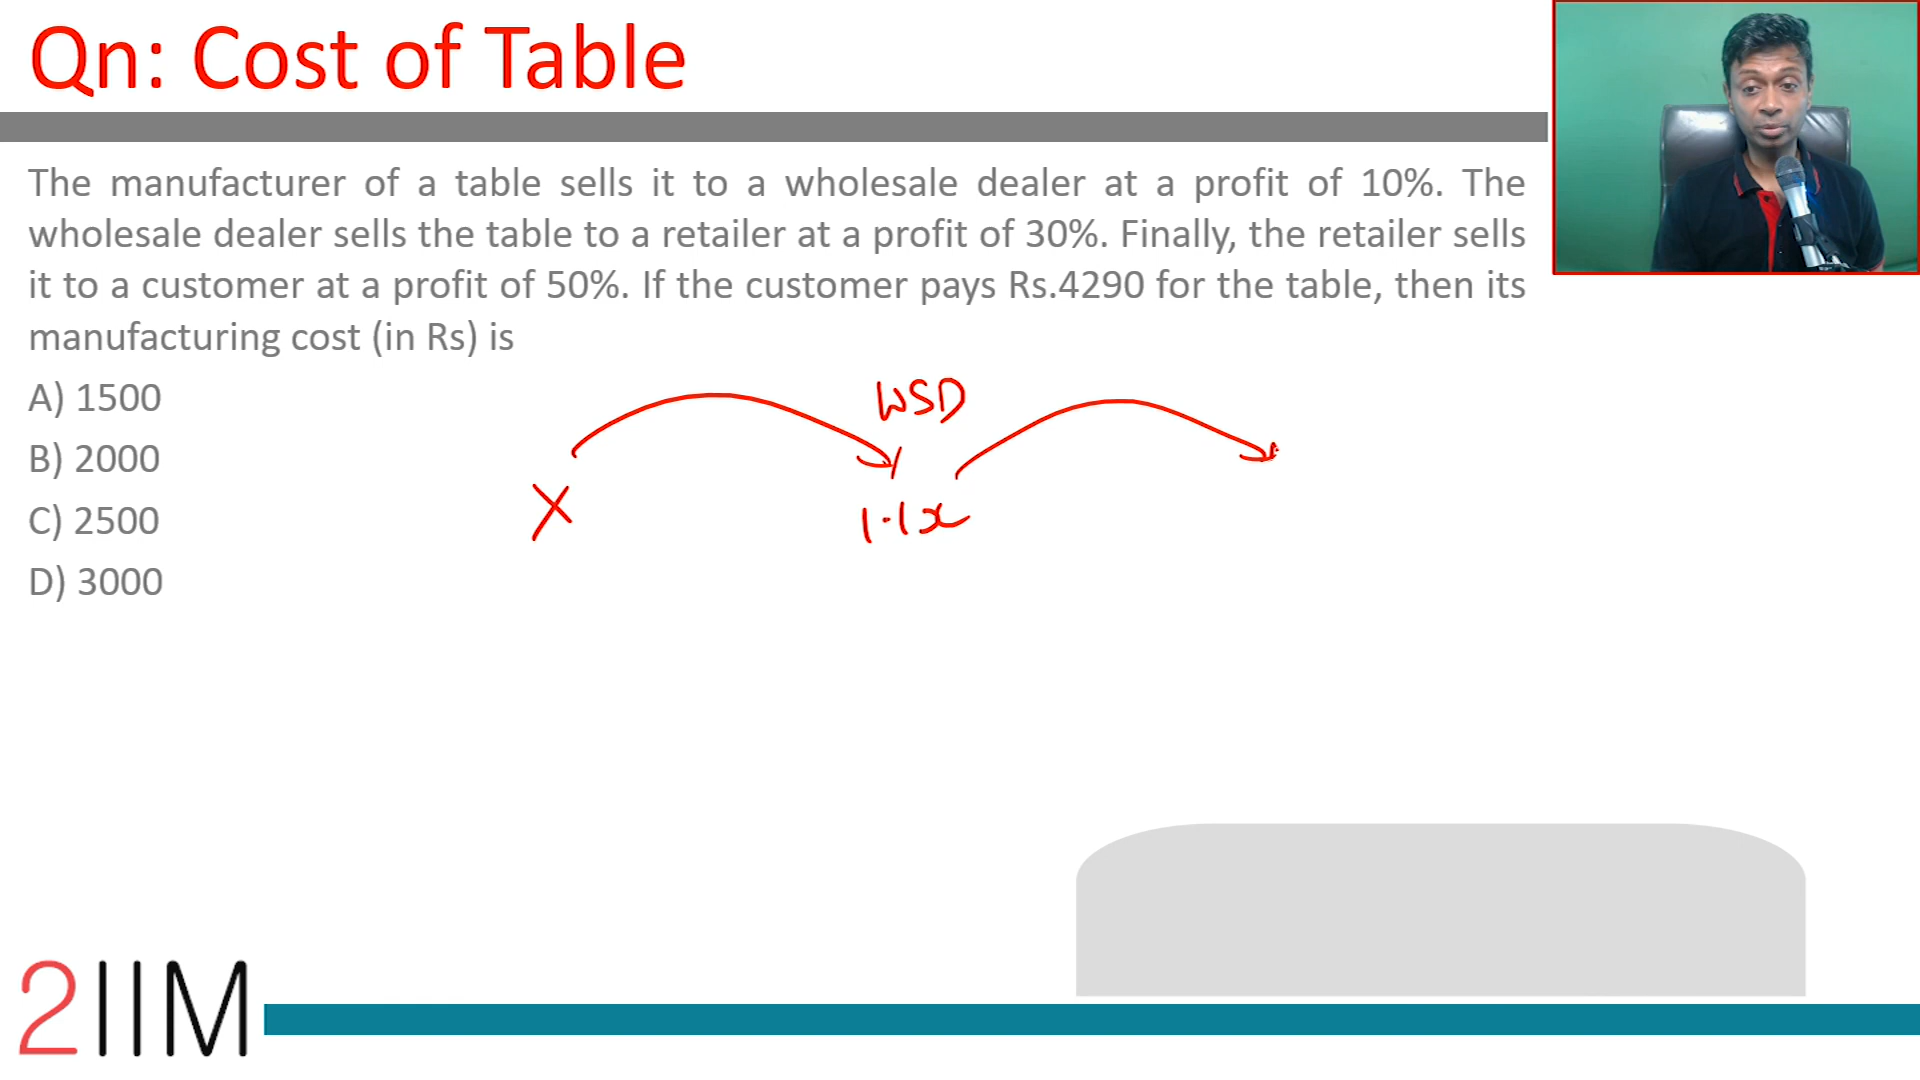 Qn: Cost of Table
The manufacturer of a table sells it to a wholesale dealer at a profit of 10%. The
wholesale dealer sells the table to a retailer at a profit of 30%. Finally, the retailer sells
it to a customer at a profit of 50%. If the customer pays Rs.4290 for the table, then its
manufacturing cost (in Rs) is
A) 1500
B) 2000
C) 2500
D) 3000
WSD
X
1.1x
2IIM